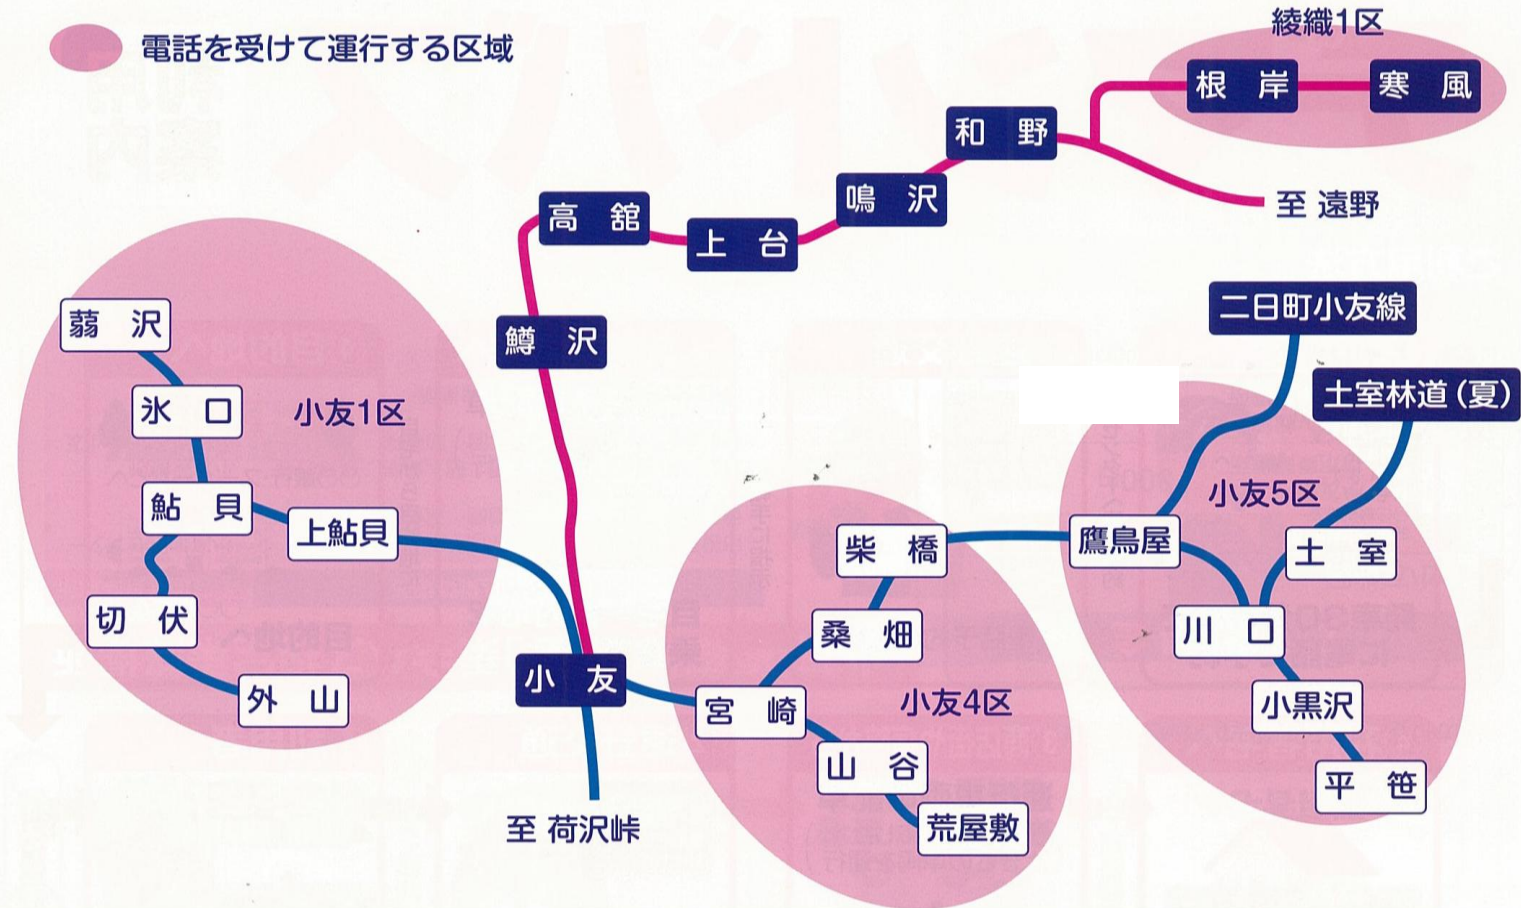 電話を受けて運行する区域
綾織1区
根岸
寒風
和野
至 遠野
鳴沢
高舘
上台
鱒沢
二日町小友線
土室林道(夏)
蒻沢
氷口
小友1区
鮎貝
上鮎貝
切伏
外山
小友
至 荷沢峠
柴橋
桑畑
宮崎
小友4区
山谷
荒屋敷
鷹鳥屋
小友5区
土室
川口
小黒沢
平笹